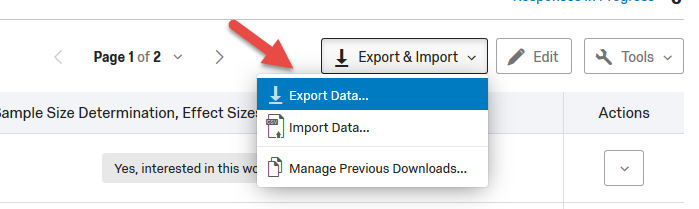 Responses in Progress
Page 1 of 2
Export & Import
Edit
Tools
Export Data...
Sample Size Determination, Effect Sizes
Actions
CSV
Import Data...
Yes, interested in this wo
Manage Previous Downloads...